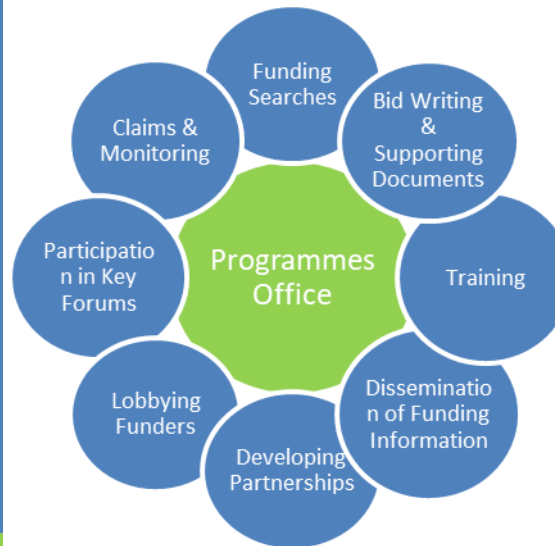 Funding
Searches
Bid Writing
&
Supporting
Documents
Training
Disseminatio
n of Funding
Information
Developing
Partnerships
Lobbying
Funders
Participatio
n in Key
Forums
Claims &
Monitoring
Programmes
Office